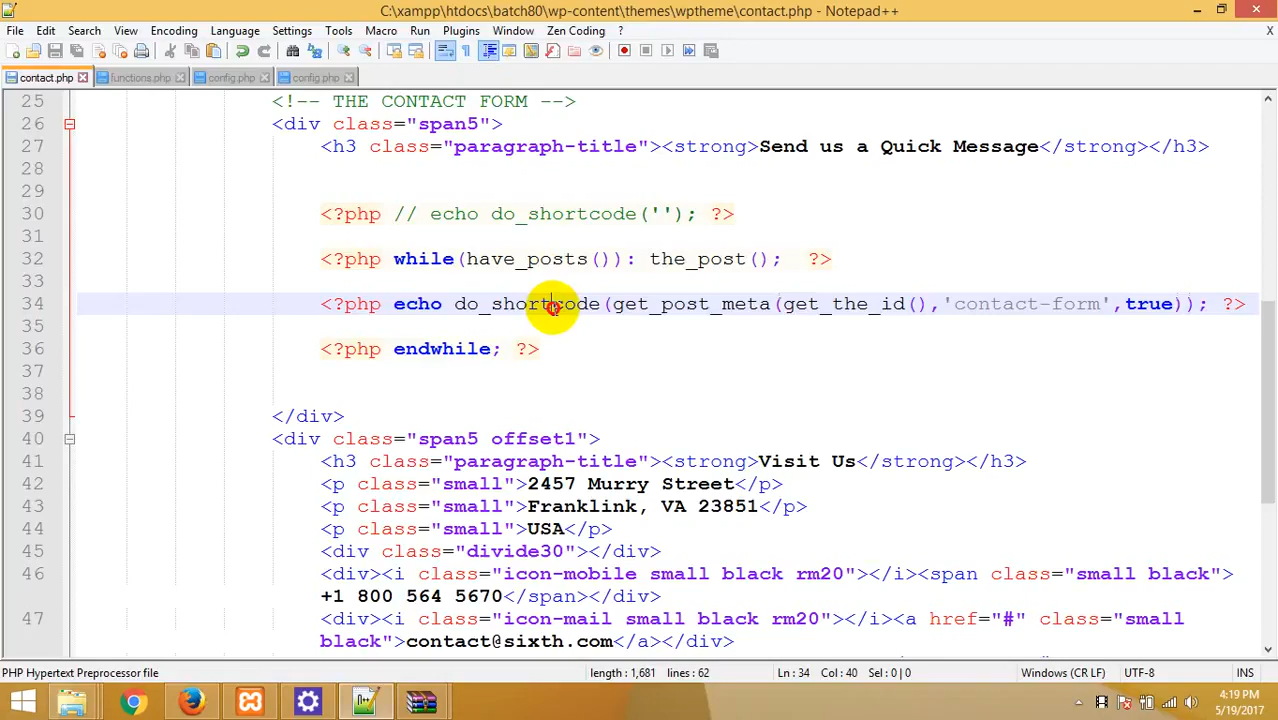 C:\xampp\htdocs\batch80\wp-content\themes\wptheme\contact.php - Notepad++
File Edit Search View Encoding Language Settings Tools Macro Run Plugins Window Zen Coding ? X
contact.php functions.php config.php config.php
25 <!-- THE CONTACT FORM -->
26 <div class="span5">
27 <h3 class="paragraph-title"><strong>Send us a Quick Message</strong></h3>
28
29
30 <?php // echo do_shortcode(''); ?>
31
32 <?php while(have_posts()): the_post(); ?>
33
34 <?php echo do_shortcode(get_post_meta(get_the_id(),'contact-form',true)); ?>
35
36 <?php endwhile; ?>
37
38
39 </div>
40 <div class="span5 offset1">
41 <h3 class="paragraph-title"><strong>Visit Us</strong></h3>
42 <p class="small">2457 Murry Street</p>
43 <p class="small">Franklink, VA 23851</p>
44 <p class="small">USA</p>
45 <div class="divide30"></div>
46 <div><i class="icon-mobile small black rm20"></i><span class="small black">
+1 800 564 5670</span></div>
47 <div><i class="icon-mail small black rm20"></i><a href="#" class="small
black">contact@sixth.com</a></div>
PHP Hypertext Preprocessor file length : 1,681 lines : 62 Ln : 34 Col : 40 Sel : 0 | 0 Windows (CR LF) UTF-8 INS
4:19 PM
5/19/2017